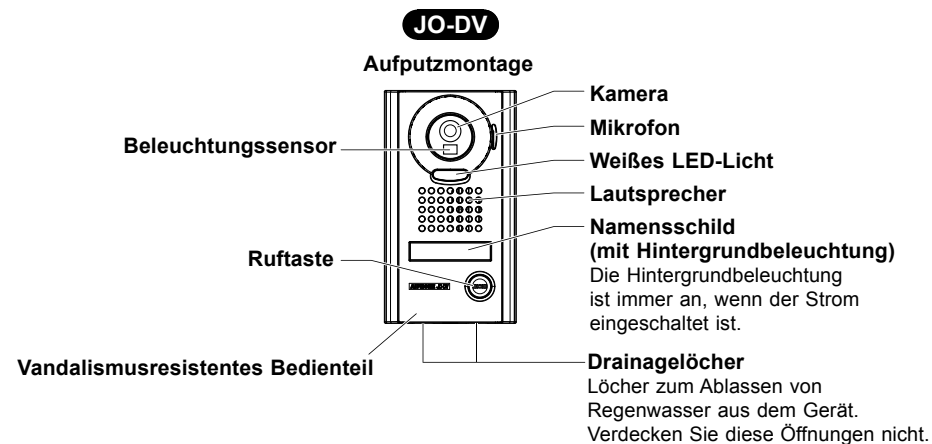 JO-DV
Aufputzmontage
Kamera
Mikrofon
Beleuchtungssensor
Weißes LED-Licht
Lautsprecher
Namensschild
(mit Hintergrundbeleuchtung)
Die Hintergrundbeleuchtung
ist immer an, wenn der Strom
eingeschaltet ist.
Ruftaste
Vandalismusresistentes Bedienteil
Drainagelöcher
Löcher zum Ablassen von
Regenwasser aus dem Gerät.
Verdecken Sie diese Öffnungen nicht.